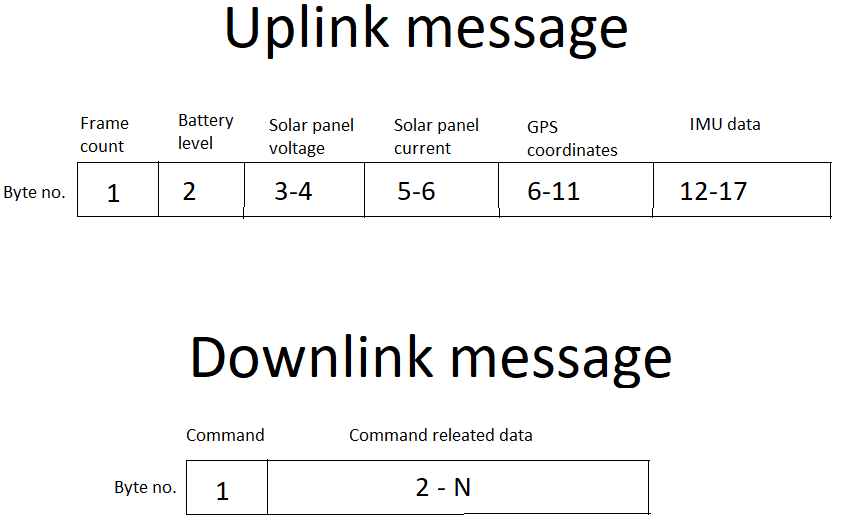 Uplink message
Frame count
Battery level
Solar panel voltage
Solar panel current
GPS coordinates
IMU data
Byte no.
1
2
3-4
5-6
6-11
12-17
Downlink message
Command
Command releated data
Byte no.
1
2 - N